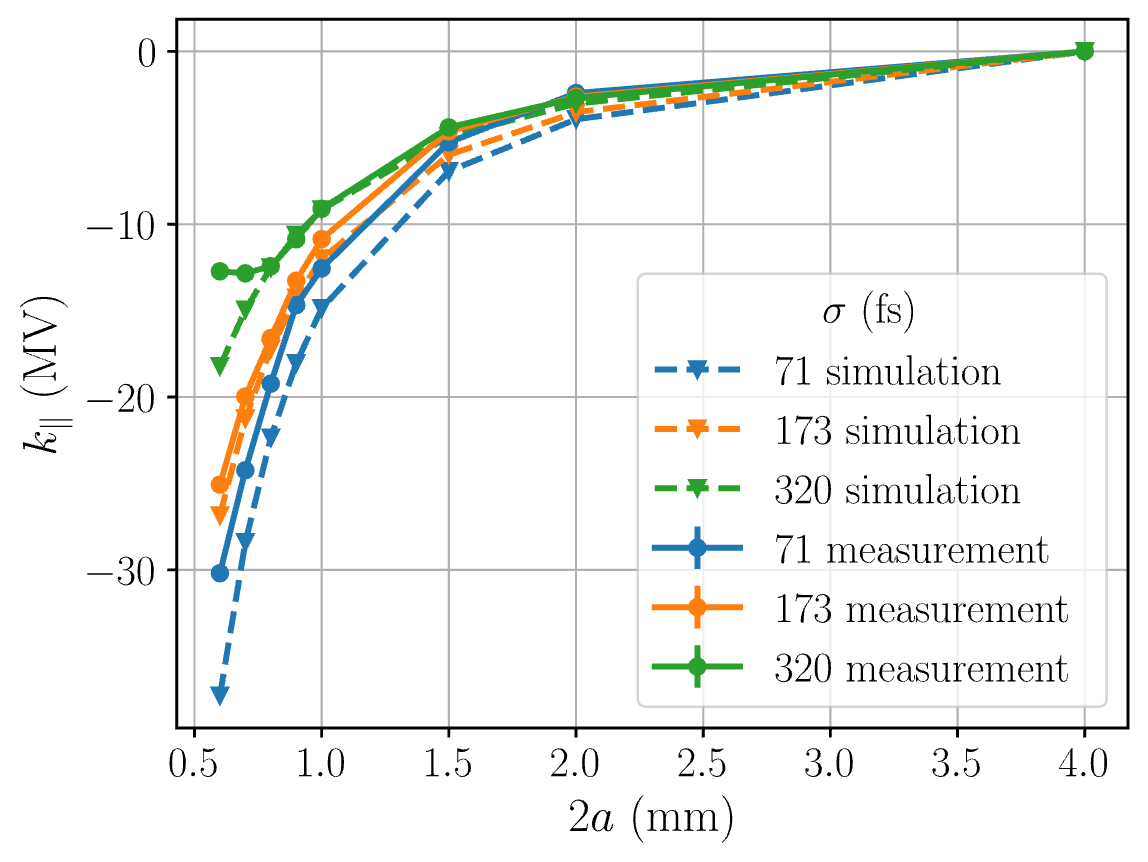 0
−10
−20
−30
k∥ (MV)
0.5 1.0 1.5 2.0 2.5 3.0 3.5 4.0
2a (mm)
σ (fs)
71 simulation
173 simulation
320 simulation
71 measurement
173 measurement
320 measurement